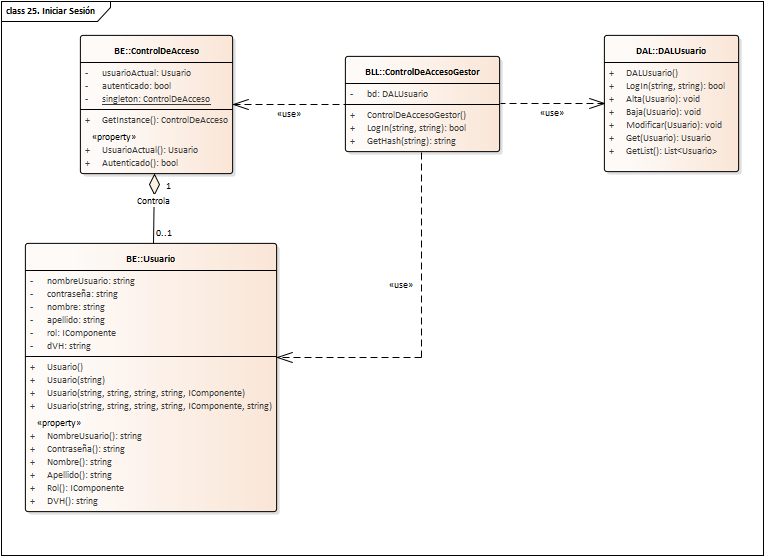 class 25. Iniciar Sesión
BE::ControlDeAcceso
- usuarioActual: Usuario
- autenticado: bool
- singleton: ControlDeAcceso
+ GetInstance(): ControlDeAcceso
«property»
+ UsuarioActual(): Usuario
+ Autenticado(): bool
BLL::ControlDeAccesoGestor
- bd: DALUsuario
+ ControlDeAccesoGestor()
+ LogIn(string, string): bool
+ GetHash(string): string
DAL::DALUsuario
+ DALUsuario()
+ LogIn(string, string): bool
+ Alta(Usuario): void
+ Baja(Usuario): void
+ Modificar(Usuario): void
+ Get(Usuario): Usuario
+ GetList(): List<Usuario>
«use»
«use»
1
Controla
0..1
«use»
BE::Usuario
- nombreUsuario: string
- contraseña: string
- nombre: string
- apellido: string
- rol: IComponente
- dVH: string
+ Usuario()
+ Usuario(string)
+ Usuario(string, string, string, string, IComponente)
+ Usuario(string, string, string, string, IComponente, string)
«property»
+ NombreUsuario(): string
+ Contraseña(): string
+ Nombre(): string
+ Apellido(): string
+ Rol(): IComponente
+ DVH(): string